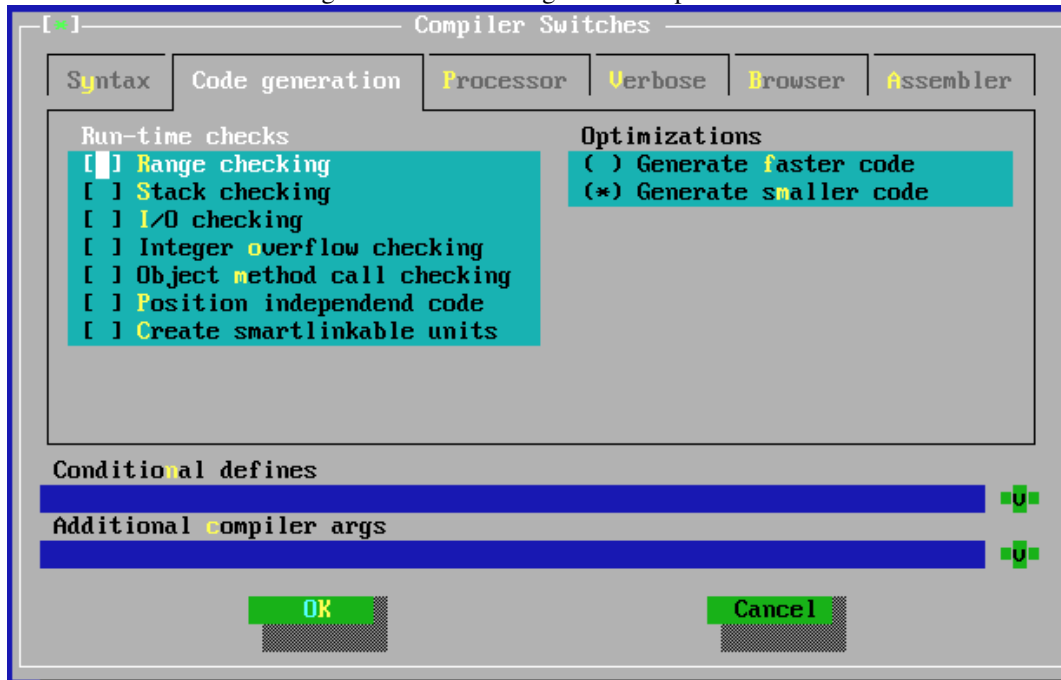 [*] Compiler Switches
Syntax Code generation Processor Verbose Browser Assembler
Run-time checks
[ ] Range checking
[ ] Stack checking
[ ] I/O checking
[ ] Integer overflow checking
[ ] Object method call checking
[ ] Position independend code
[ ] Create smartlinkable units
Optimizations
( ) Generate faster code
(*) Generate smaller code
Conditional defines
Additional compiler args
OK Cancel